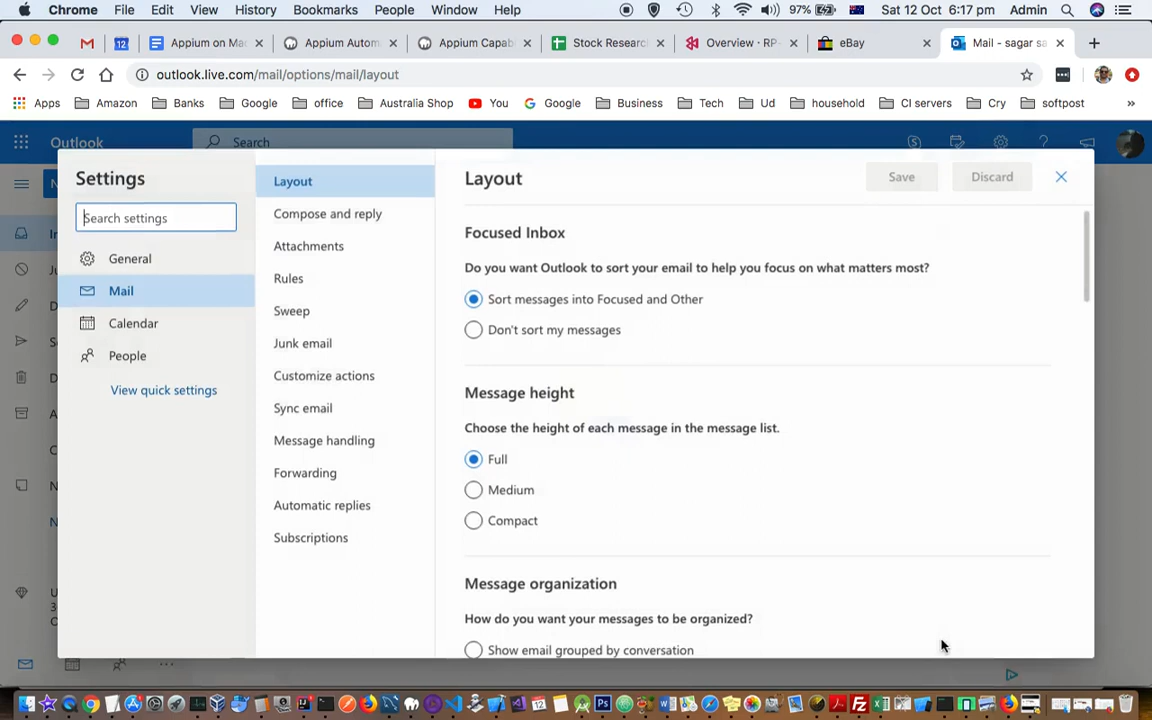 Chrome File Edit View History Bookmarks People Window Help 97% Sat 12 Oct 6:17 pm Admin
Appium on Mac Appium Autom Appium Capab Stock Researc Overview - RP- eBay Mail - sagar sa
outlook.live.com/mail/options/mail/layout
Apps Amazon Banks Google office Australia Shop You Google Business Tech Ud household CI servers Cry softpost »
Outlook Search
Settings
Search settings
General
Mail
Calendar
People
View quick settings
Layout
Compose and reply
Attachments
Rules
Sweep
Junk email
Customize actions
Sync email
Message handling
Forwarding
Automatic replies
Subscriptions
Layout Save Discard
Focused Inbox
Do you want Outlook to sort your email to help you focus on what matters most?
Sort messages into Focused and Other
Don't sort my messages
Message height
Choose the height of each message in the message list.
Full
Medium
Compact
Message organization
How do you want your messages to be organized?
Show email grouped by conversation